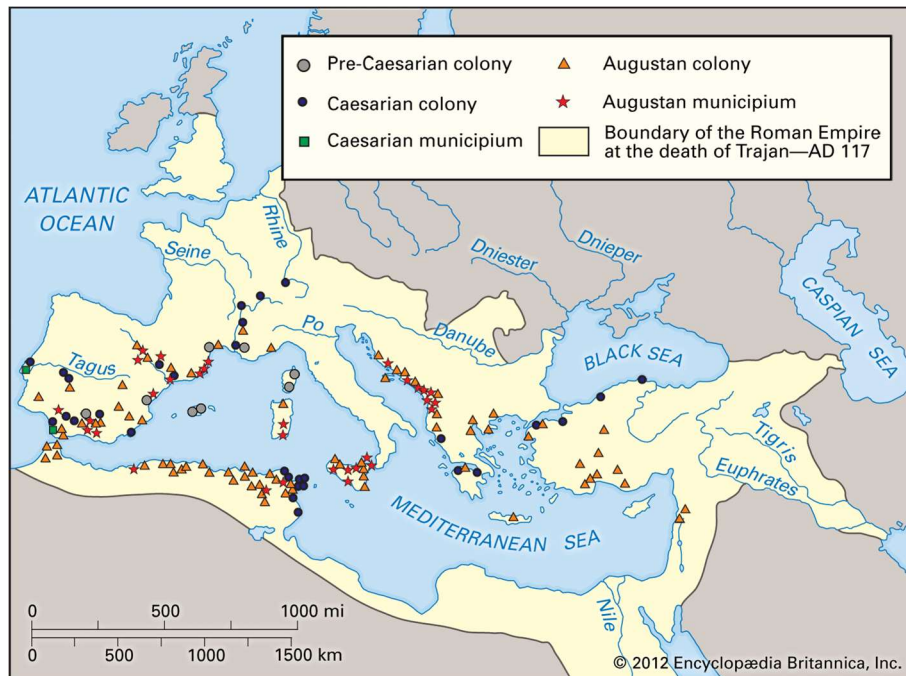 Pre-Caesarian colony
Caesarian colony
Caesarian municipium
Augustan colony
Augustan municipium
Boundary of the Roman Empire
at the death of Trajan—AD 117
ATLANTIC
OCEAN
Rhine
Seine
Dniester
Dnieper
CASPIAN SEA
Po
Danube
BLACK SEA
Tagus
Tigris
Euphrates
MEDITERRANEAN SEA
Nile
0 500 1000 mi
0 500 1000 1500 km
© 2012 Encyclopædia Britannica, Inc.